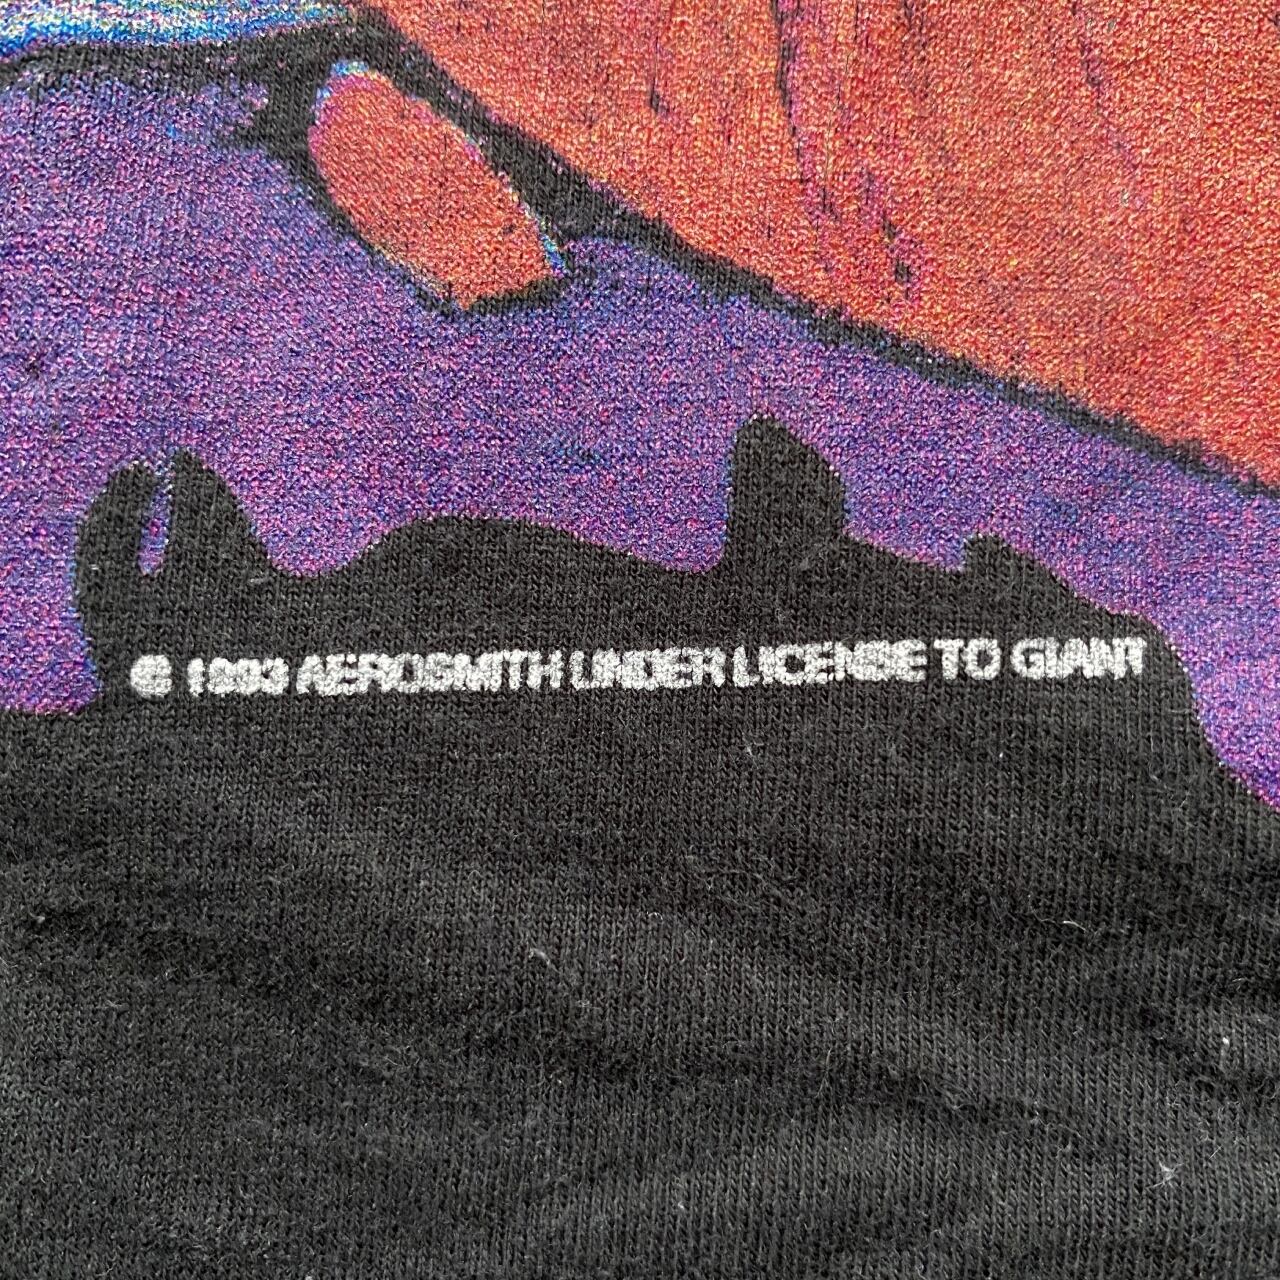 © 1993 AEROSMITH UNDER LICENSE TO GIANT